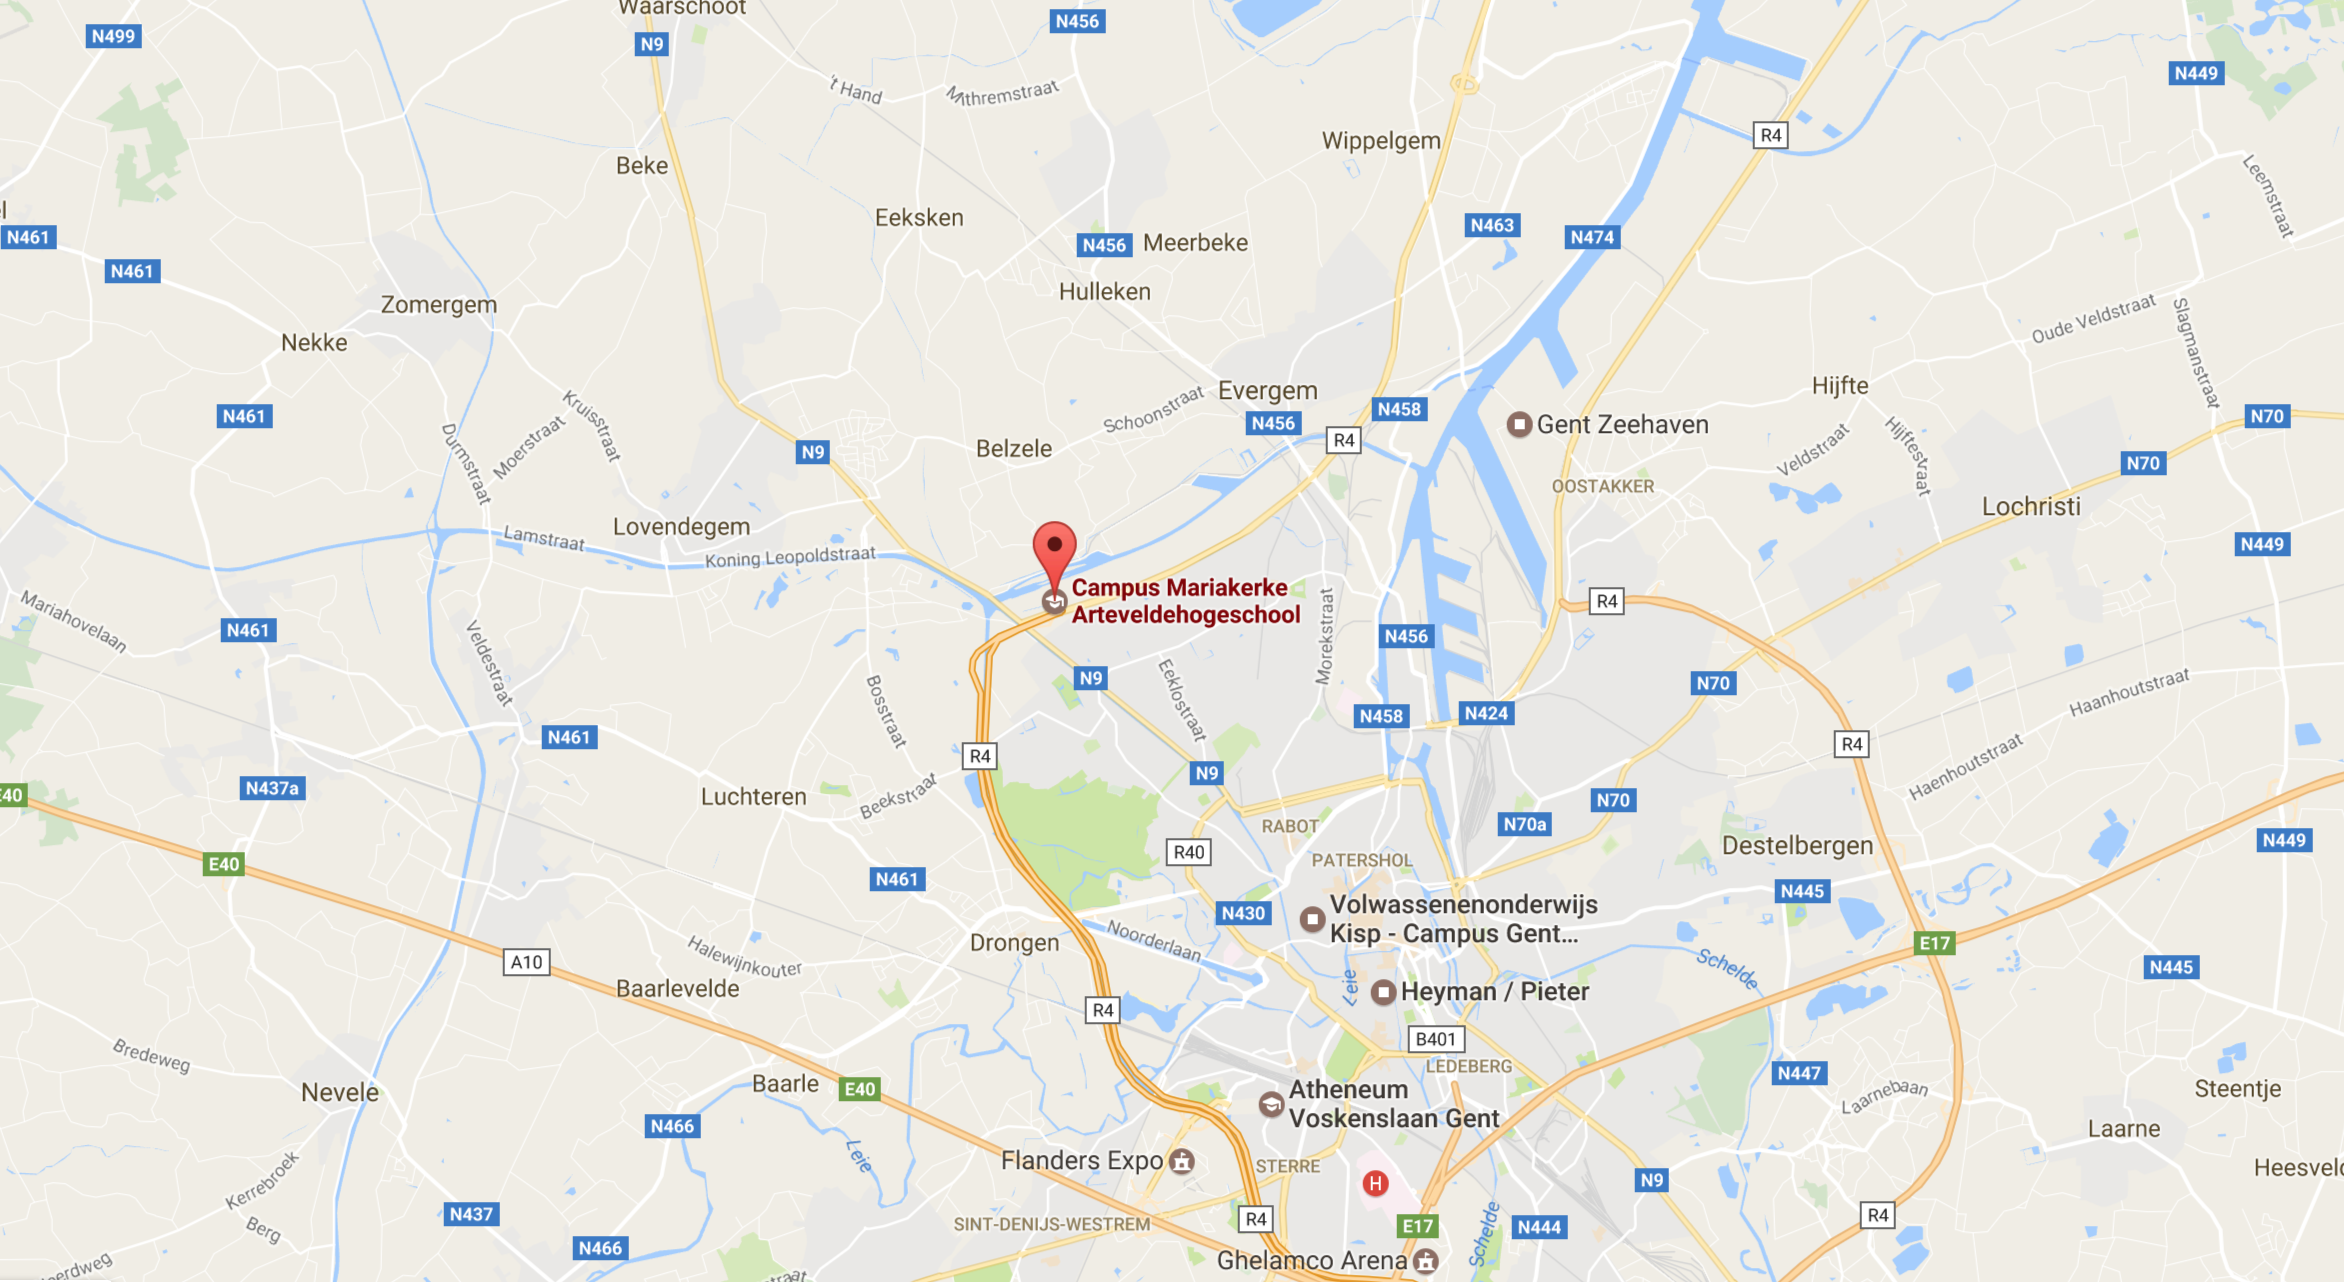 Waarschoot
N456
N499
N9
N449
't Hand
Mithremstraat
R4
Wippelgem
Beke
Leemstraat
Eeksken
N461
N463
N474
N456
Meerbeke
N461
Hulleken
Zomergem
Oude Veldstraat
Slagmanstraat
Nekke
Evergem
Hijfte
Kruisstraat
Schoonstraat
N458
N461
N456
N70
Gent Zeehaven
Moerstraat
Durmstraat
N9
Belzele
R4
Veldstraat
Hijftestraat
N70
OOSTAKKER
Lochristi
Lovendegem
Lamstraat
Koning Leopoldstraat
N449
Campus Mariakerke
Arteveldehogeschool
R4
Mariahovelaan
N461
Morekstraat
N456
Veldestraat
N9
Eeklostraat
N70
Haanhoutstraat
Bosstraat
N458
N424
N461
R4
R4
Haenhoutstraat
N9
N437a
E40
Luchteren
Beekstraat
N70
RABOT
N70a
N449
Destelbergen
R40
PATERSHOL
E40
N461
N445
Volwassenenonderwijs
Kisp - Campus Gent...
N430
Drongen
Noorderlaan
E17
Halewijnkouter
A10
Schelde
N445
Leie
Baarlevelde
Heyman / Pieter
R4
B401
Bredeweg
LEDEBERG
N447
Baarle
E40
Nevele
Laarnebaan
Steentje
Atheneum
Voskenslaan Gent
N466
Laarne
Leie
Flanders Expo
STERRE
Heesveld
Kerrebroek
H
N9
N437
R4
R4
Berg
SINT-DENIJS-WESTREM
E17
Schelde
N444
N466
Ghelamco Arena